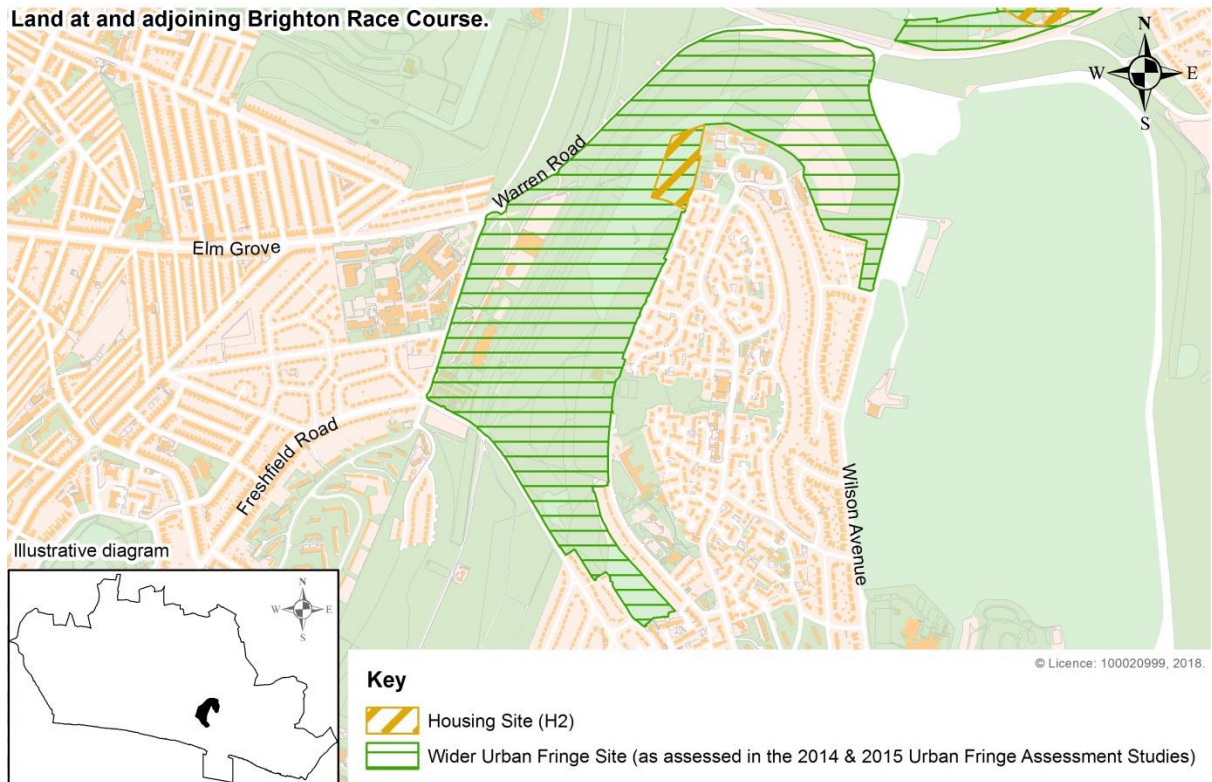 Land at and adjoining Brighton Race Course.
N
W E
S
Warren Road
Elm Grove
Freshfield Road
Wilson Avenue
Illustrative diagram
N
W E
S
© Licence: 100020999, 2018.
Key
Housing Site (H2)
Wider Urban Fringe Site (as assessed in the 2014 & 2015 Urban Fringe Assessment Studies)